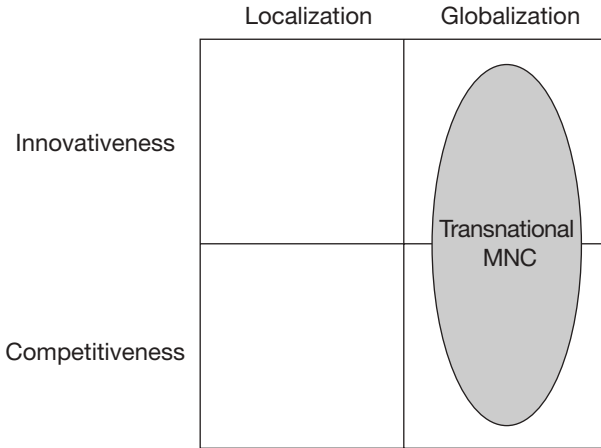 Localization Globalization
Innovativeness
Transnational
MNC
Competitiveness